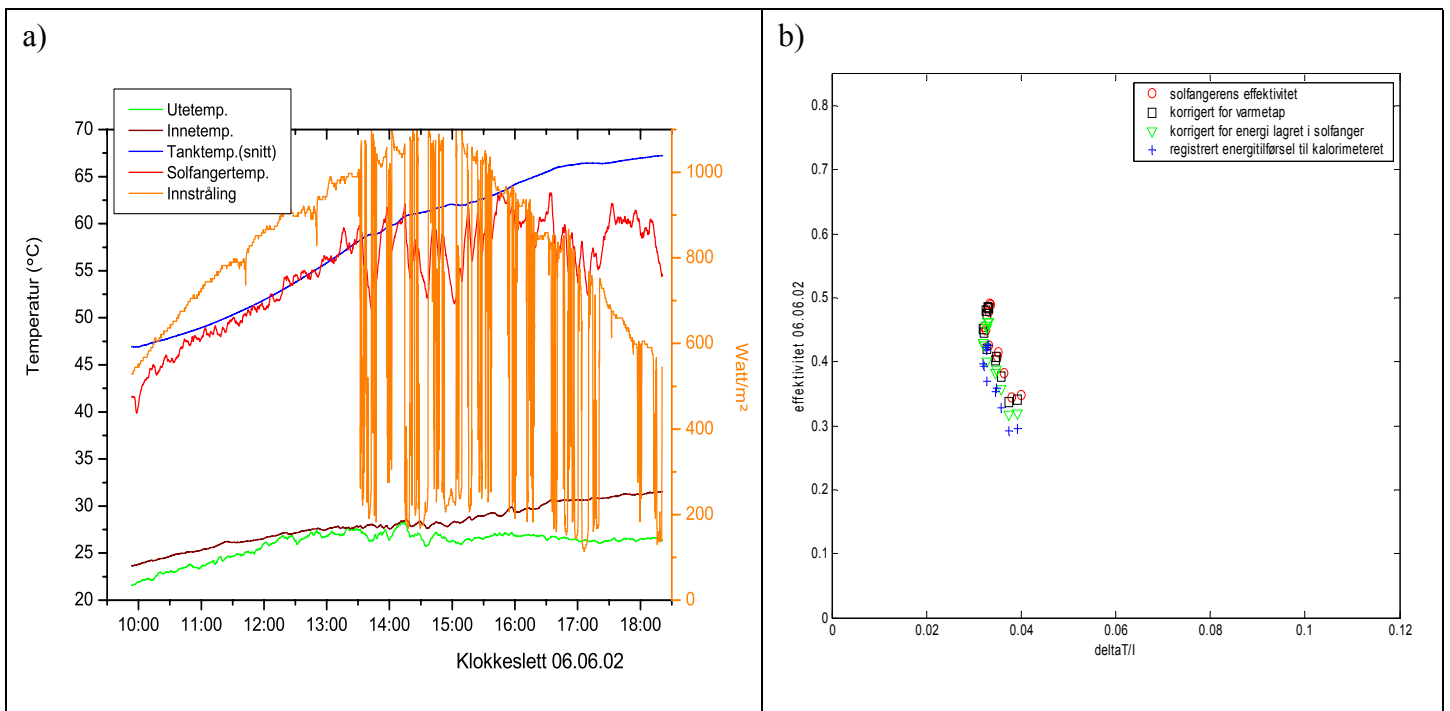 a)
Utetemp.
Innetemp.
Tanktemp.(snitt)
Solfangertemp.
Innstråling
70
65
60
55
50
45
40
35
30
25
20
Temperatur (°C)
1000
800
600
400
200
0
Watt/m²
10:00 11:00 12:00 13:00 14:00 15:00 16:00 17:00 18:00
Klokkeslett 06.06.02
b)
solfangerens effektivitet
korrigert for varmetap
korrigert for energi lagret i solfanger
registrert energitilførsel til kalorimeteret
0.8
0.7
0.6
0.5
0.4
0.3
0.2
0.1
0
effektivitet 06.06.02
0 0.02 0.04 0.06 0.08 0.1 0.12
deltaT/I